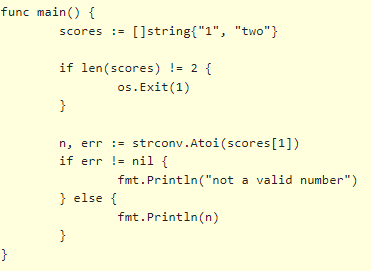 func main() {
        scores := []string{"1", "two"}

        if len(scores) != 2 {
                os.Exit(1)
        }

        n, err := strconv.Atoi(scores[1])
        if err != nil {
                fmt.Println("not a valid number")
        } else {
                fmt.Println(n)
        }
}